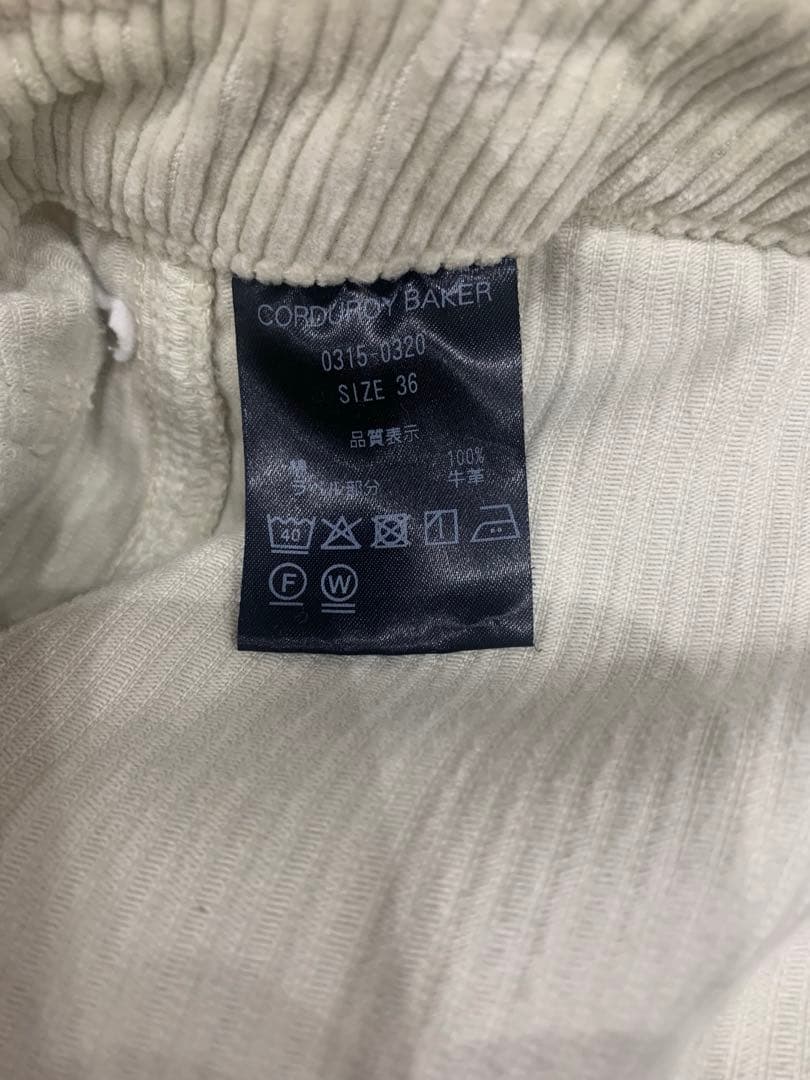 CORDUROY BAKER
0315-0320
SIZE 36
品質表示
綿 100%
ラベル部分 牛革
40
F W